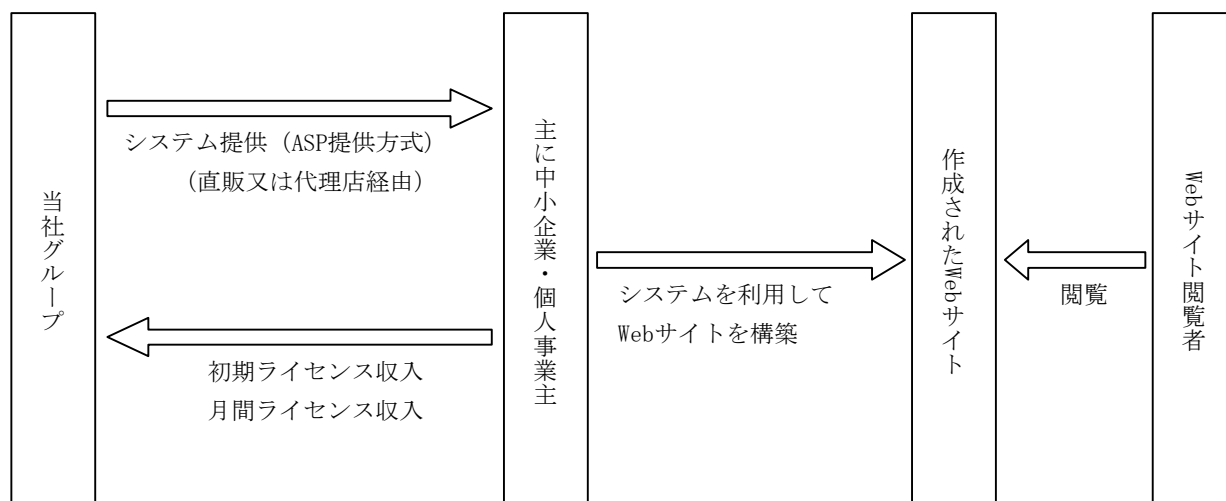 当社グループ
システム提供（ASP提供方式）
（直販又は代理店経由）
初期ライセンス収入
月間ライセンス収入
主に中小企業・個人事業主
システムを利用して
Webサイトを構築
作成されたWebサイト
閲覧
Webサイト閲覧者